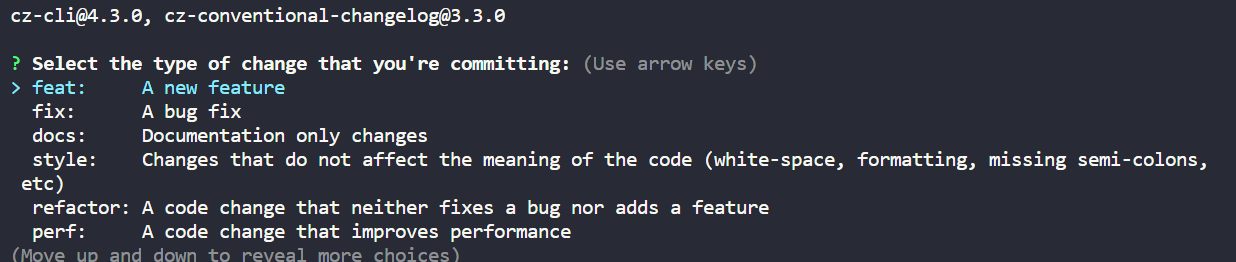 cz-cli@4.3.0, cz-conventional-changelog@3.3.0
? Select the type of change that you're committing: (Use arrow keys)
> feat:     A new feature
  fix:      A bug fix
  docs:     Documentation only changes
  style:    Changes that do not affect the meaning of the code (white-space, formatting, missing semi-colons,
 etc)
  refactor: A code change that neither fixes a bug nor adds a feature
  perf:     A code change that improves performance
(Move up and down to reveal more choices)